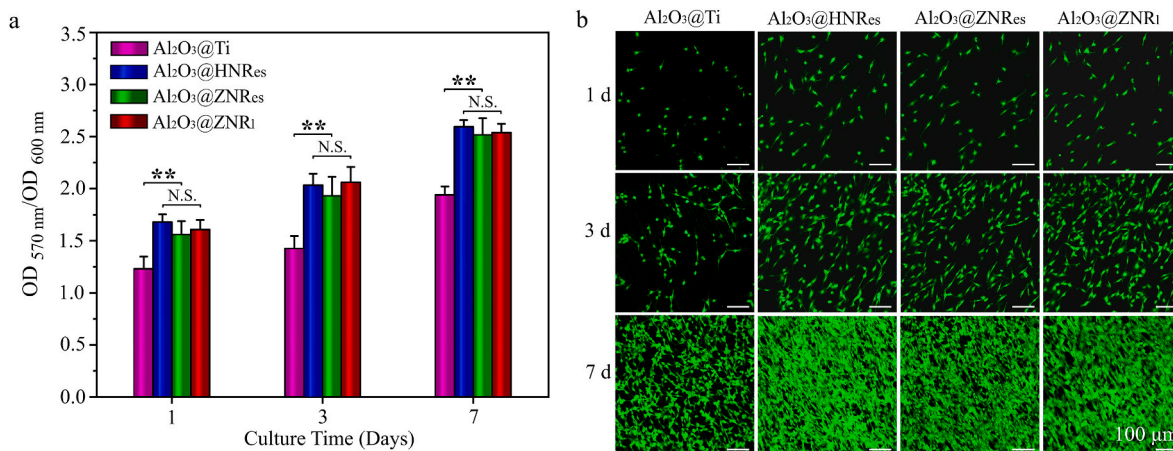 a
3.5
3.0
2.5
2.0
1.5
1.0
0.5
0.0
OD 570 nm/OD 600 nm
Al2O3@Ti
Al2O3@HNRes
Al2O3@ZNRes
Al2O3@ZNRl
**
N.S.
**
N.S.
**
N.S.
1
3
7
Culture Time (Days)
b
Al2O3@Ti
Al2O3@HNRes
Al2O3@ZNRes
Al2O3@ZNRl
1 d
3 d
7 d
100 μm